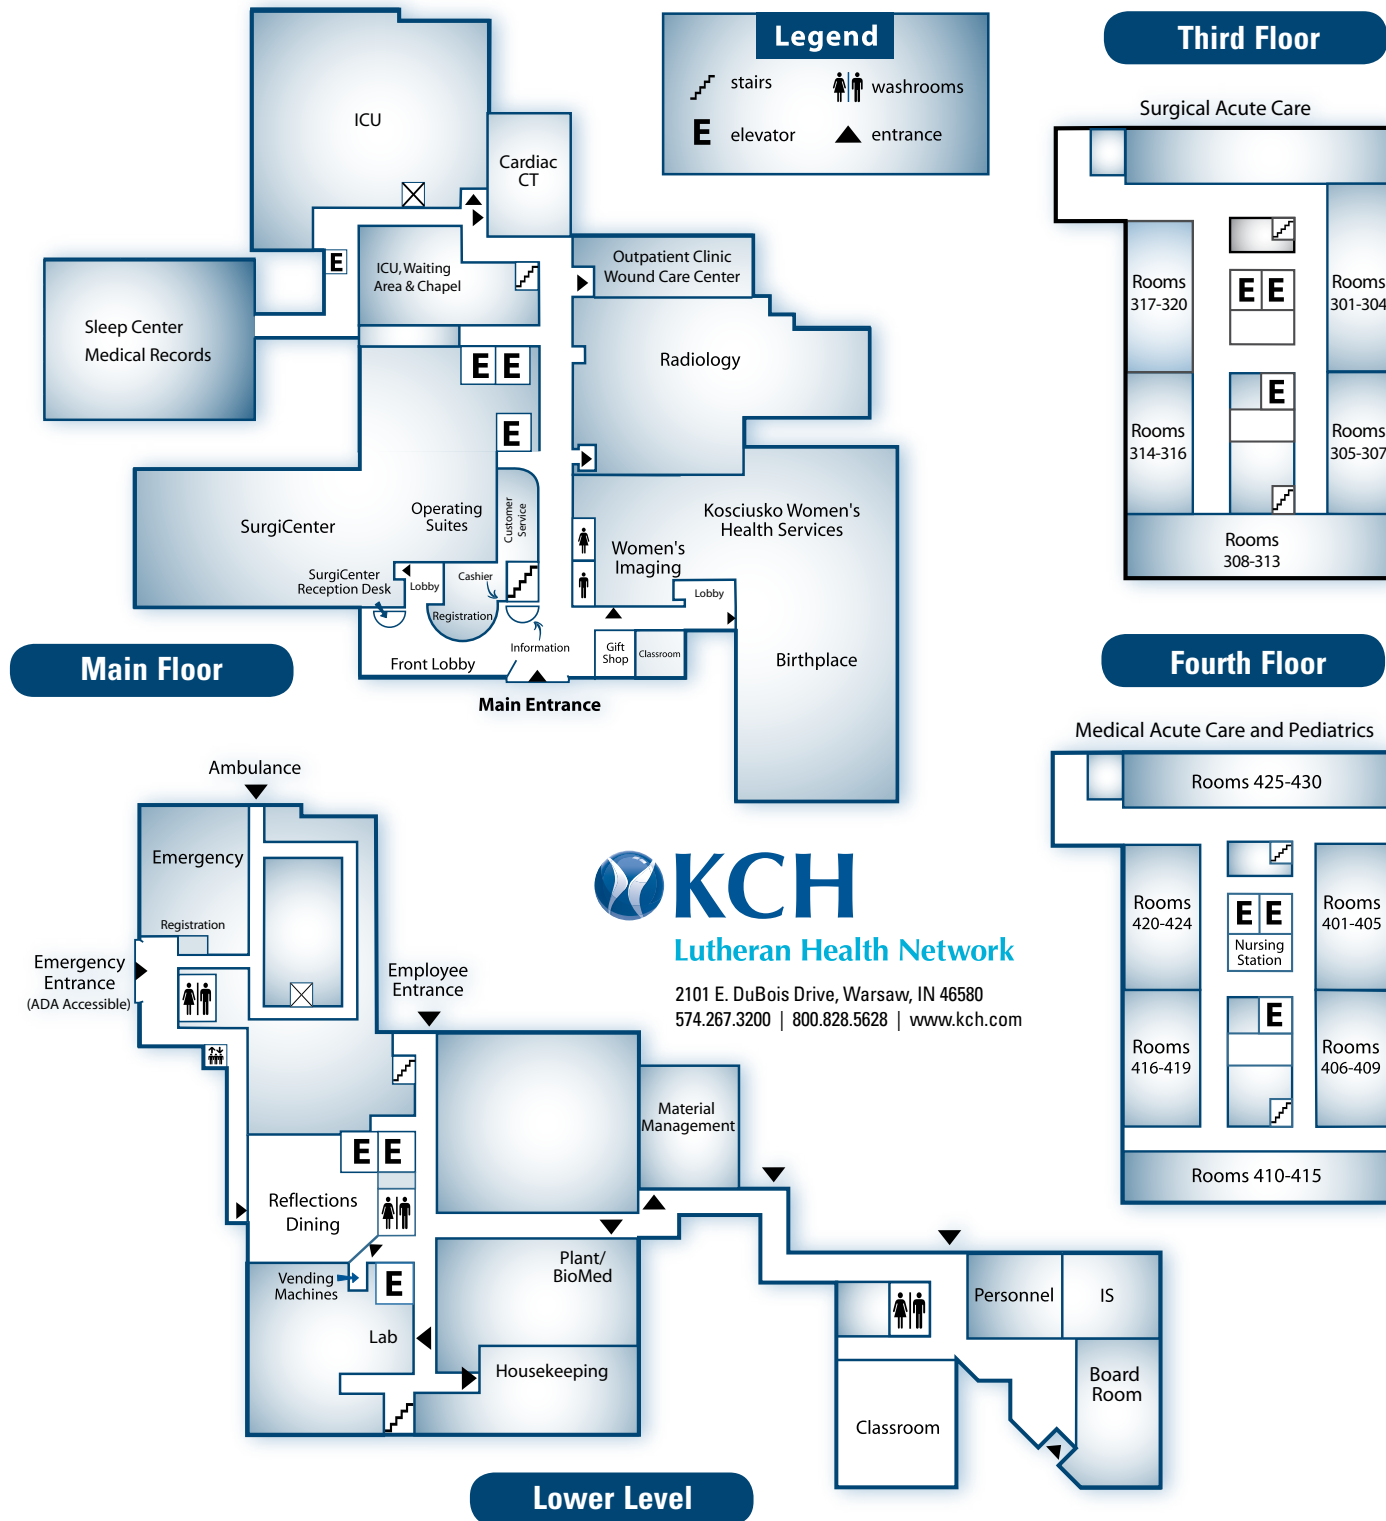 Legend
stairs
washrooms
E elevator
entrance
Main Floor
ICU
Cardiac
CT
E
ICU, Waiting
Area & Chapel
Outpatient Clinic
Wound Care Center
Sleep Center
Medical Records
Radiology
E E
E
SurgiCenter
Operating
Suites
Customer
Service
Kosciusko Women's
Health Services
Women's
Imaging
SurgiCenter
Reception Desk
Lobby
Cashier
Registration
Lobby
Information
Front Lobby
Gift
Shop
Classroom
Birthplace
Main Entrance
Third Floor
Surgical Acute Care
Rooms
317-320
E E
Rooms
301-304
E
Rooms
314-316
Rooms
305-307
Rooms
308-313
Fourth Floor
Medical Acute Care and Pediatrics
Rooms 425-430
Rooms
420-424
E E
Nursing
Station
Rooms
401-405
E
Rooms
416-419
Rooms
406-409
Rooms 410-415
KCH
Lutheran Health Network
2101 E. DuBois Drive, Warsaw, IN 46580
574.267.3200 | 800.828.5628 | www.kch.com
Ambulance
Emergency
Registration
Emergency
Entrance
(ADA Accessible)
Employee
Entrance
Material
Management
E E
Reflections
Dining
Vending
Machines
E
Plant/
BioMed
Lab
Housekeeping
Personnel
IS
Board
Room
Classroom
Lower Level